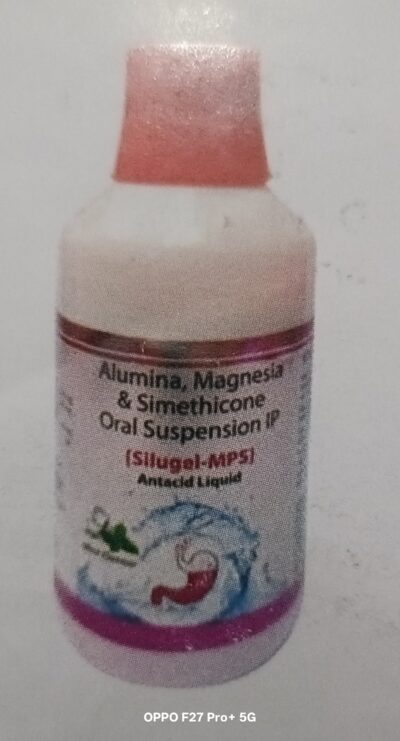 Alumina, Magnesia
& Simethicone
Oral Suspension IP
(Silugel-MPS)
Antacid Liquid
OPPO F27 Pro+ 5G